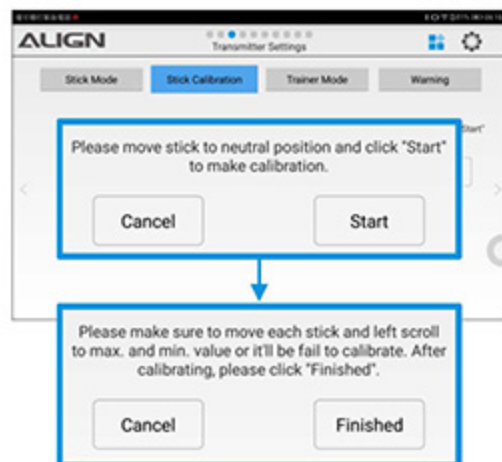 ALIGN
Transmitter Settings
Stick Mode
Stick Calibration
Trainer Mode
Warning
Start"
Please move stick to neutral position and click "Start"
to make calibration.
Cancel
Start
Please make sure to move each stick and left scroll
to max. and min. value or it'll be fail to calibrate. After
calibrating, please click "Finished".
Cancel
Finished